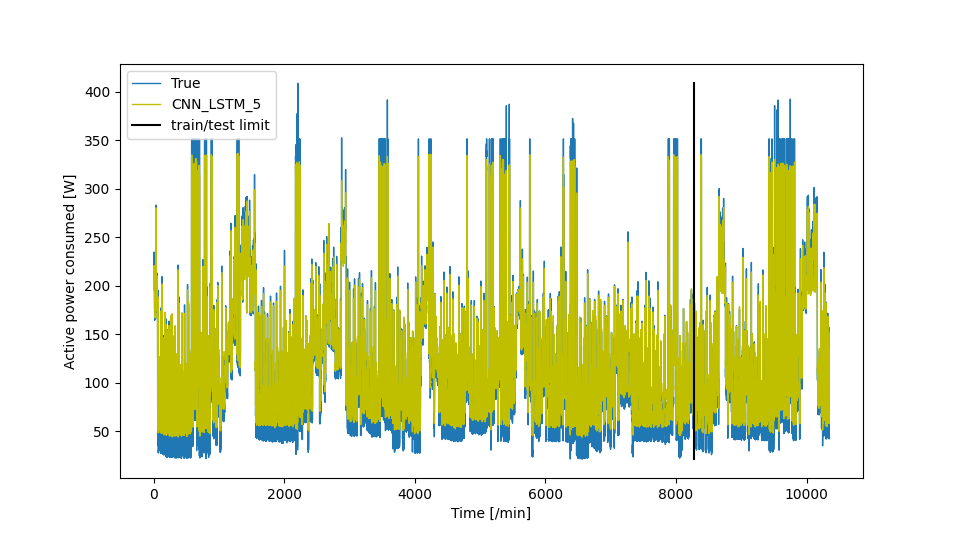 True
CNN_LSTM_5
train/test limit
400
350
300
250
200
150
100
50
Active power consumed [W]
0 2000 4000 6000 8000 10000
Time [/min]